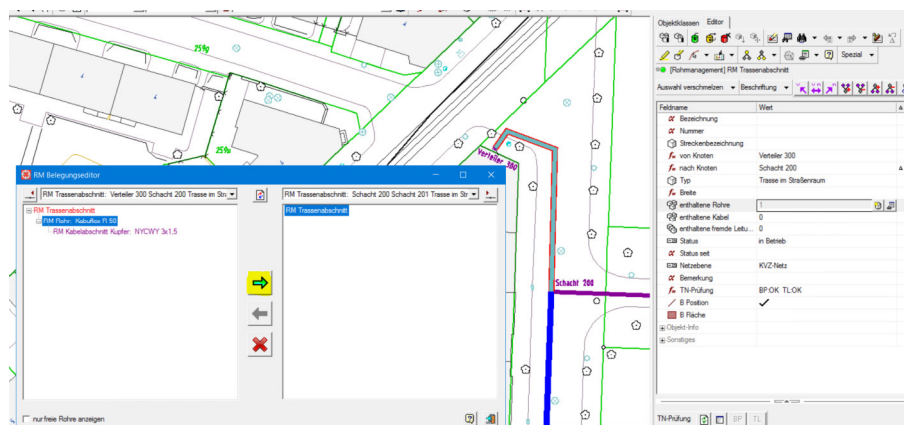 259g
259a
Verteiler 300
Schacht 200
RM Belegungseditor
RM Trassenabschnitt: Verteiler 300 Schacht 200 Trasse im Str
RM Trassenabschnitt: Schacht 200 Schacht 201 Trasse im Str
RM Trassenabschnitt
RM Rohr: Kabuflex R 50
RM Kabelabschnitt Kupfer: NYCWY 3x1,5
RM Trassenabschnitt
nur freie Rohre anzeigen
Objektklassen Editor
Spezial
[Rohrmanagement] RM Trassenabschnitt
Auswahl verschmelzen Beschriftung
Feldname Wert
Bezeichnung
Nummer
Streckenbezeichnung
von Knoten Verteiler 300
nach Knoten Schacht 200
Typ Trasse im Straßenraum
Breite
enthaltene Rohre 1
enthaltene Kabel 0
enthaltene fremde Leitu... 0
Status in Betrieb
Status seit
Netzebene KVZ-Netz
Bemerkung
TN-Prüfung BP:OK TL:OK
B Position
B Fläche
Objekt-Info
Sonstiges
TN-Prüfung BP TL